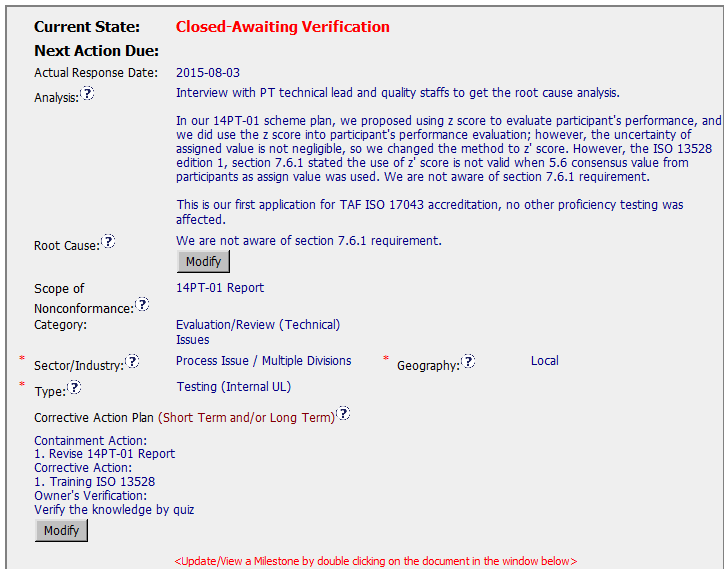 Current State: Closed-Awaiting Verification
Next Action Due:
Actual Response Date: 2015-08-03
Analysis:? Interview with PT technical lead and quality staffs to get the root cause analysis.
In our 14PT-01 scheme plan, we proposed using z score to evaluate participant's performance, and
we did use the z score into participant's performance evaluation; however, the uncertainty of
assigned value is not negligible, so we changed the method to z' score. However, the ISO 13528
edition 1, section 7.6.1 stated the use of z' score is not valid when 5.6 consensus value from
participants as assign value was used. We are not aware of section 7.6.1 requirement.
This is our first application for TAF ISO 17043 accreditation, no other proficiency testing was
affected.
Root Cause:? We are not aware of section 7.6.1 requirement.
Modify
Scope of 14PT-01 Report
Nonconformance:?
Category: Evaluation/Review (Technical)
Issues
* Sector/Industry:? Process Issue / Multiple Divisions * Geography:? Local
* Type:? Testing (Internal UL)
Corrective Action Plan (Short Term and/or Long Term)?
Containment Action:
1. Revise 14PT-01 Report
Corrective Action:
1. Training ISO 13528
Owner's Verification:
Verify the knowledge by quiz
Modify
<Update/View a Milestone by double clicking on the document in the window below>